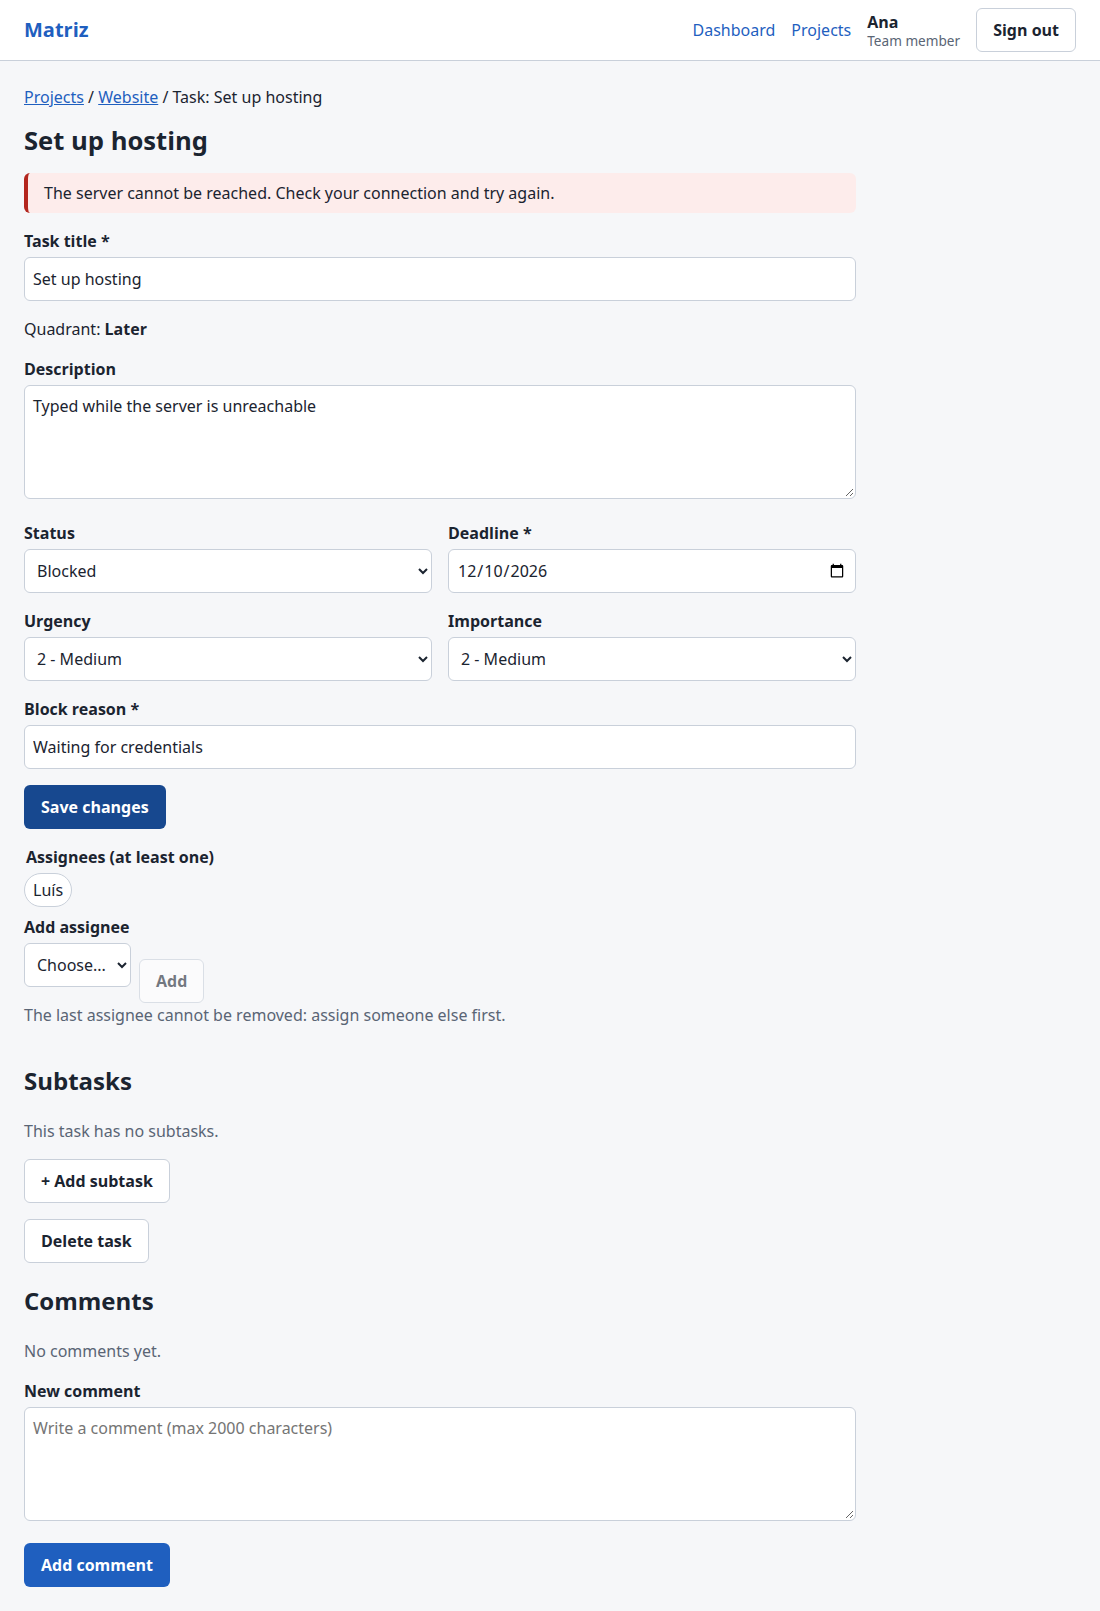 Matriz
Dashboard Projects Ana
Team member
Sign out
Projects / Website / Task: Set up hosting
Set up hosting
The server cannot be reached. Check your connection and try again.
Task title *
Set up hosting
Quadrant: Later
Description
Typed while the server is unreachable
Status
Deadline *
Blocked
12/10/2026
Urgency
Importance
2 - Medium
2 - Medium
Block reason *
Waiting for credentials
Save changes
Assignees (at least one)
Luís
Add assignee
Choose...
Add
The last assignee cannot be removed: assign someone else first.
Subtasks
This task has no subtasks.
+ Add subtask
Delete task
Comments
No comments yet.
New comment
Write a comment (max 2000 characters)
Add comment